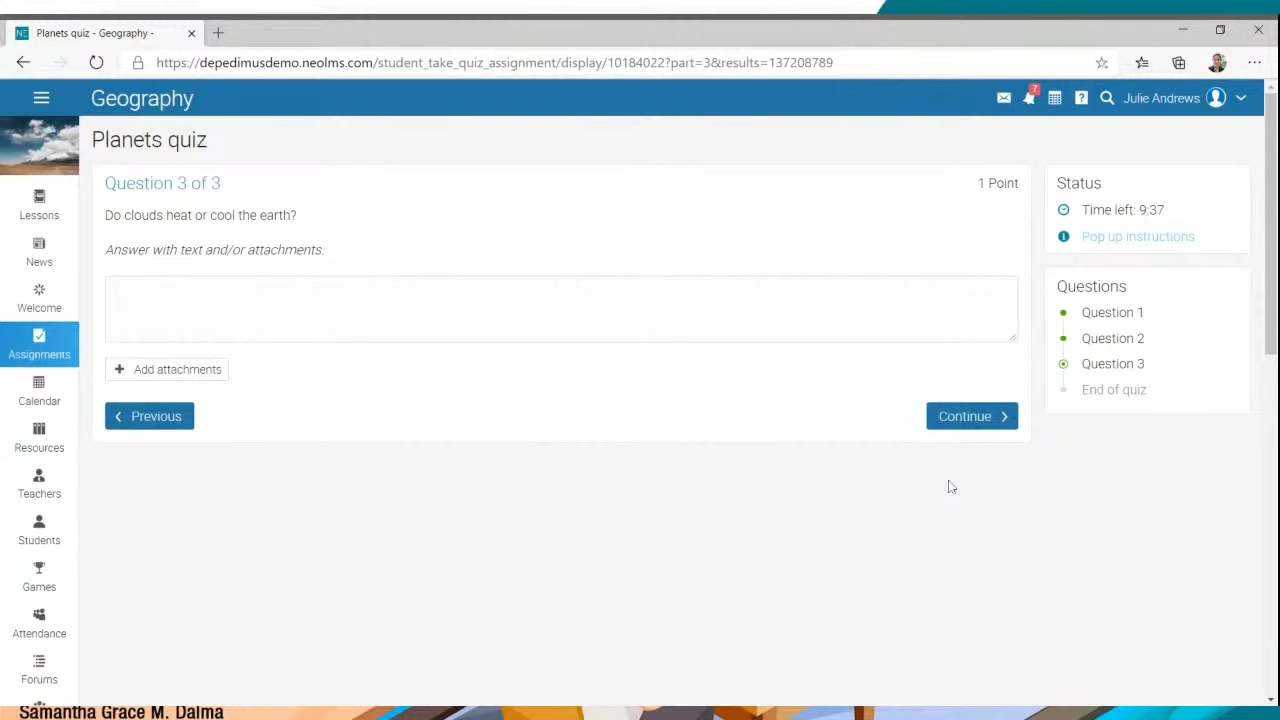 Planets quiz - Geography -
https://depedimusdemo.neolms.com/student_take_quiz_assignment/display/10184022?part=3&results=137208789
Geography
7
Julie Andrews
Planets quiz
Lessons
News
Welcome
Assignments
Calendar
Resources
Teachers
Students
Games
Attendance
Forums
Question 3 of 3
1 Point
Do clouds heat or cool the earth?
Answer with text and/or attachments:
Add attachments
Previous
Continue
Status
Time left: 9:37
Pop up instructions
Questions
Question 1
Question 2
Question 3
End of quiz
Samantha Grace M. Dalma